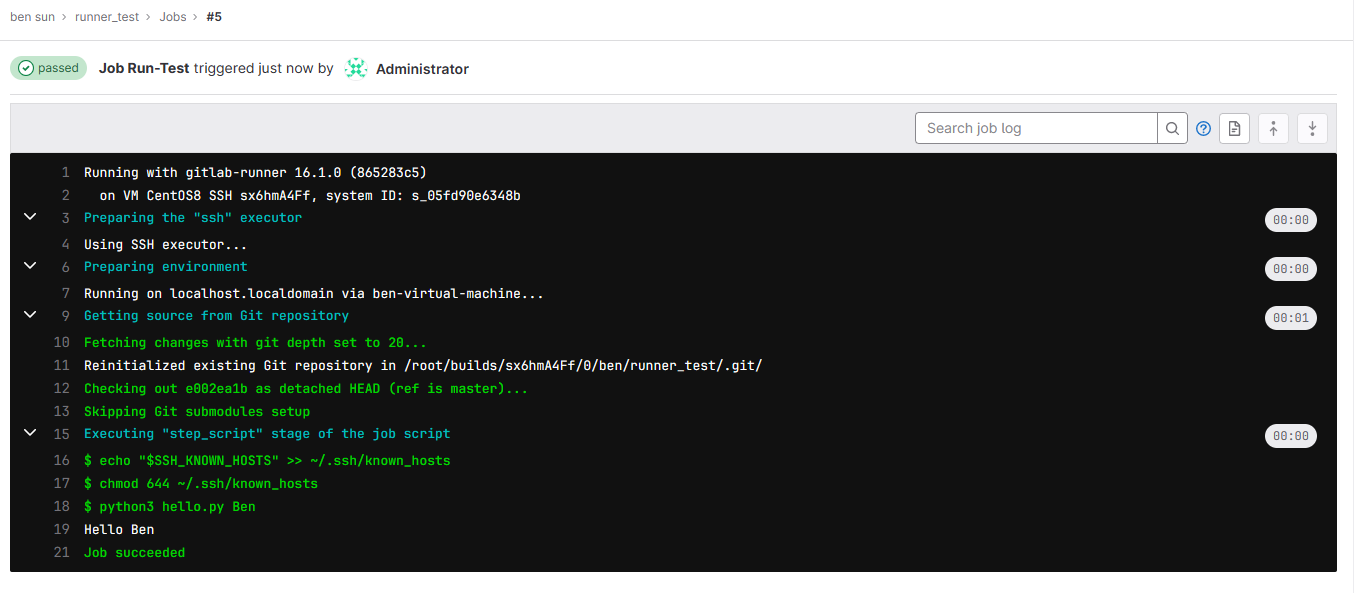 ben sun › runner_test › Jobs › #5
passed Job Run-Test triggered just now by Administrator
Search job log
1 Running with gitlab-runner 16.1.0 (865283c5)
2 on VM CentOS8 SSH sx6hmA4Ff, system ID: s_05fd90e6348b
3 Preparing the "ssh" executor 00:00
4 Using SSH executor...
6 Preparing environment 00:00
7 Running on localhost.localdomain via ben-virtual-machine...
9 Getting source from Git repository 00:01
10 Fetching changes with git depth set to 20...
11 Reinitialized existing Git repository in /root/builds/sx6hmA4Ff/0/ben/runner_test/.git/
12 Checking out e002ea1b as detached HEAD (ref is master)...
13 Skipping Git submodules setup
15 Executing "step_script" stage of the job script 00:00
16 $ echo "$SSH_KNOWN_HOSTS" >> ~/.ssh/known_hosts
17 $ chmod 644 ~/.ssh/known_hosts
18 $ python3 hello.py Ben
19 Hello Ben
21 Job succeeded